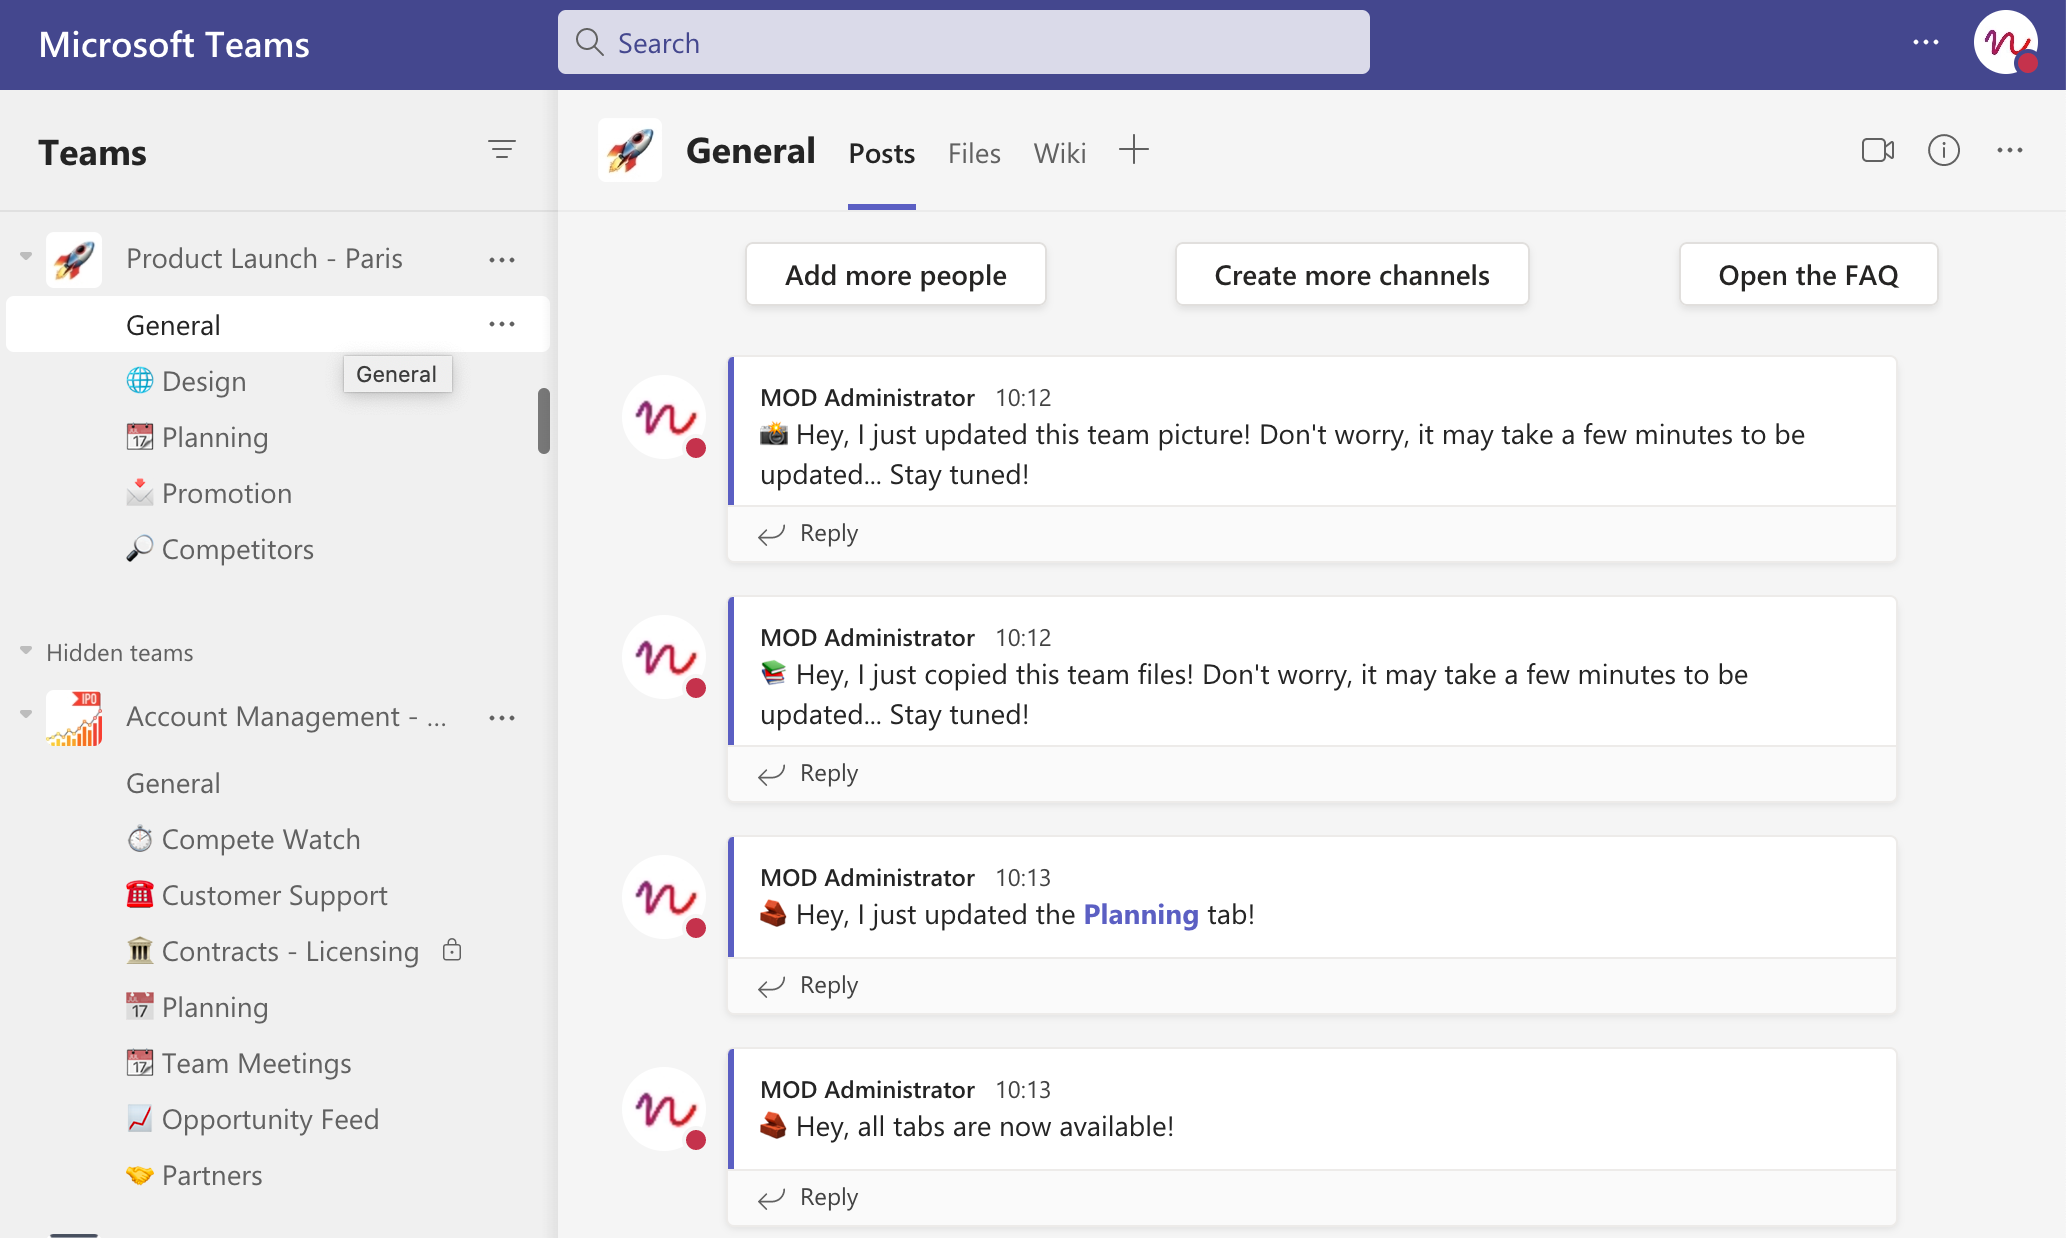 Microsoft Teams
Search
Teams
Product Launch - Paris
General
General
Design
Planning
Promotion
Competitors
Hidden teams
IPO
Account Management - ...
General
Compete Watch
Customer Support
Contracts - Licensing
Planning
Team Meetings
Opportunity Feed
Partners
General Posts Files Wiki
Add more people Create more channels Open the FAQ
MOD Administrator 10:12
Hey, I just updated this team picture! Don't worry, it may take a few minutes to be
updated... Stay tuned!
Reply
MOD Administrator 10:12
Hey, I just copied this team files! Don't worry, it may take a few minutes to be
updated... Stay tuned!
Reply
MOD Administrator 10:13
Hey, I just updated the Planning tab!
Reply
MOD Administrator 10:13
Hey, all tabs are now available!
Reply